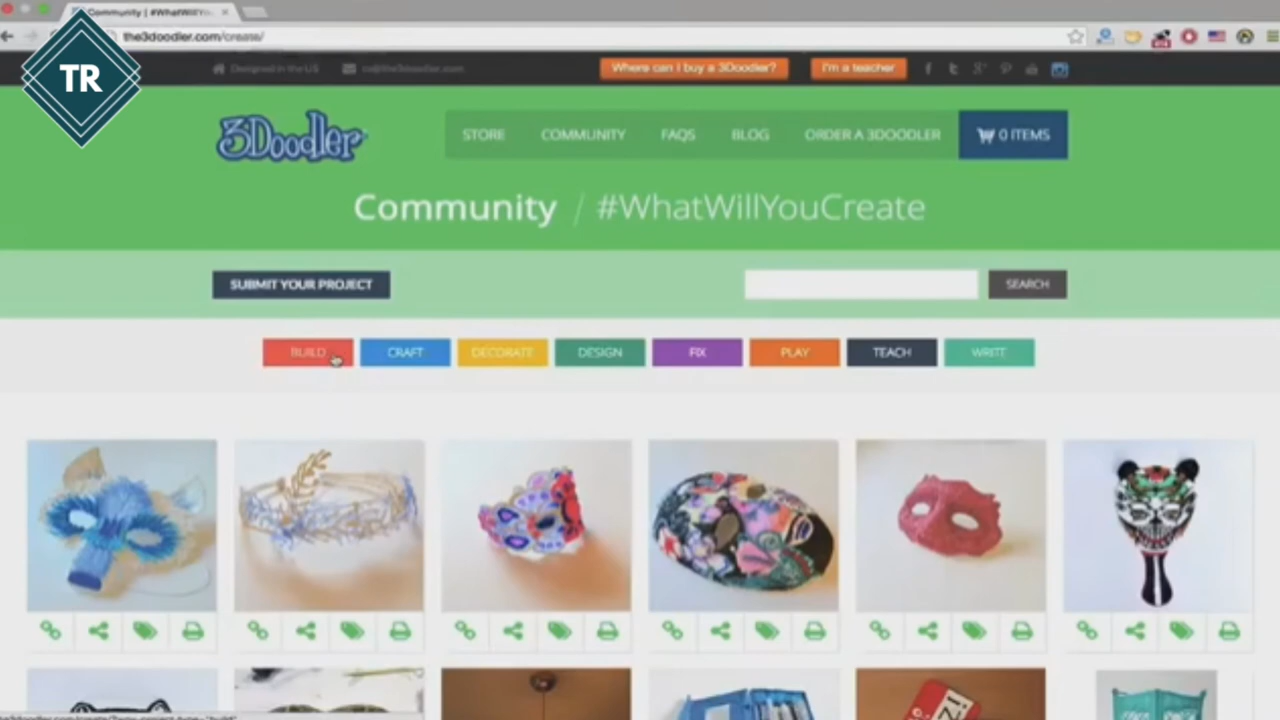 Community | #WhatWillYou
the3doodler.com/create/
TR
Designed in the US
Where can I buy a 3Doodler?
I'm a teacher
3Doodler
STORE
COMMUNITY
FAQS
BLOG
ORDER A 3DOODLER
0 ITEMS
Community / #WhatWillYouCreate
SUBMIT YOUR PROJECT
SEARCH
BUILD
CRAFT
DECORATE
DESIGN
FIX
PLAY
TEACH
WRITE